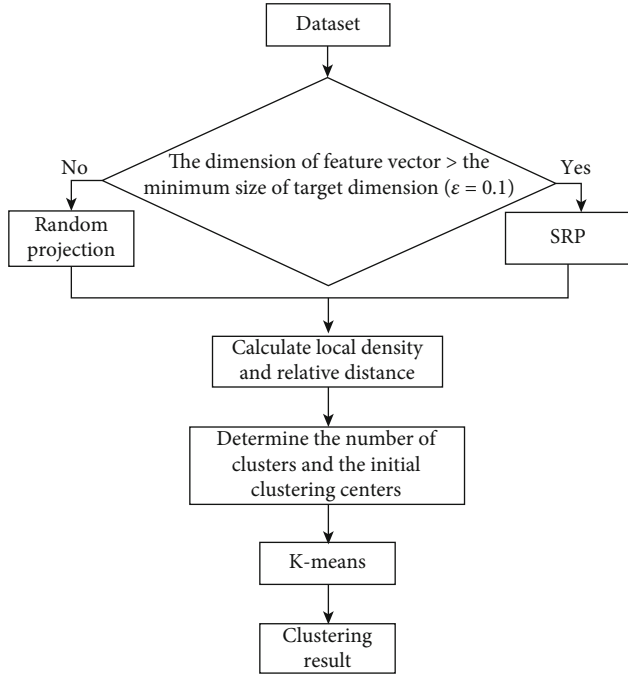 Dataset
The dimension of feature vector > the
minimum size of target dimension (ε = 0.1)
No
Yes
Random
projection
SRP
Calculate local density
and relative distance
Determine the number of
clusters and the initial
clustering centers
K-means
Clustering
result